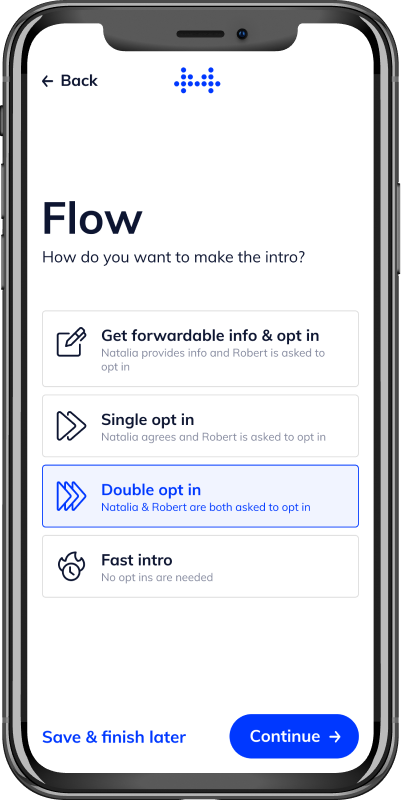 Back
Flow
How do you want to make the intro?
Get forwardable info & opt in
Natalia provides info and Robert is asked to
opt in
Single opt in
Natalia agrees and Robert is asked to opt in
Double opt in
Natalia & Robert are both asked to opt in
Fast intro
No opt ins are needed
Save & finish later
Continue